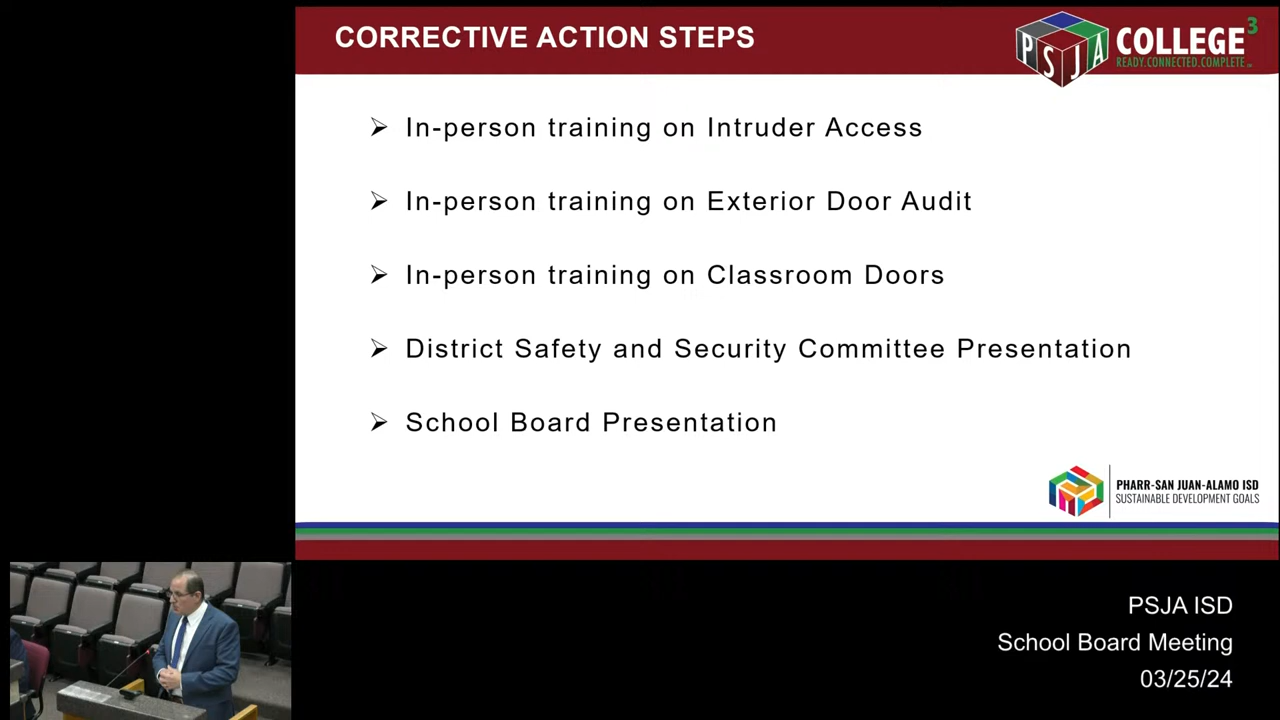 CORRECTIVE ACTION STEPS
PSJA
COLLEGE³
READY.CONNECTED.COMPLETE
In-person training on Intruder Access
In-person training on Exterior Door Audit
In-person training on Classroom Doors
District Safety and Security Committee Presentation
School Board Presentation
PHARR-SAN JUAN-ALAMO ISD
SUSTAINABLE DEVELOPMENT GOALS
PSJA ISD
School Board Meeting
03/25/24